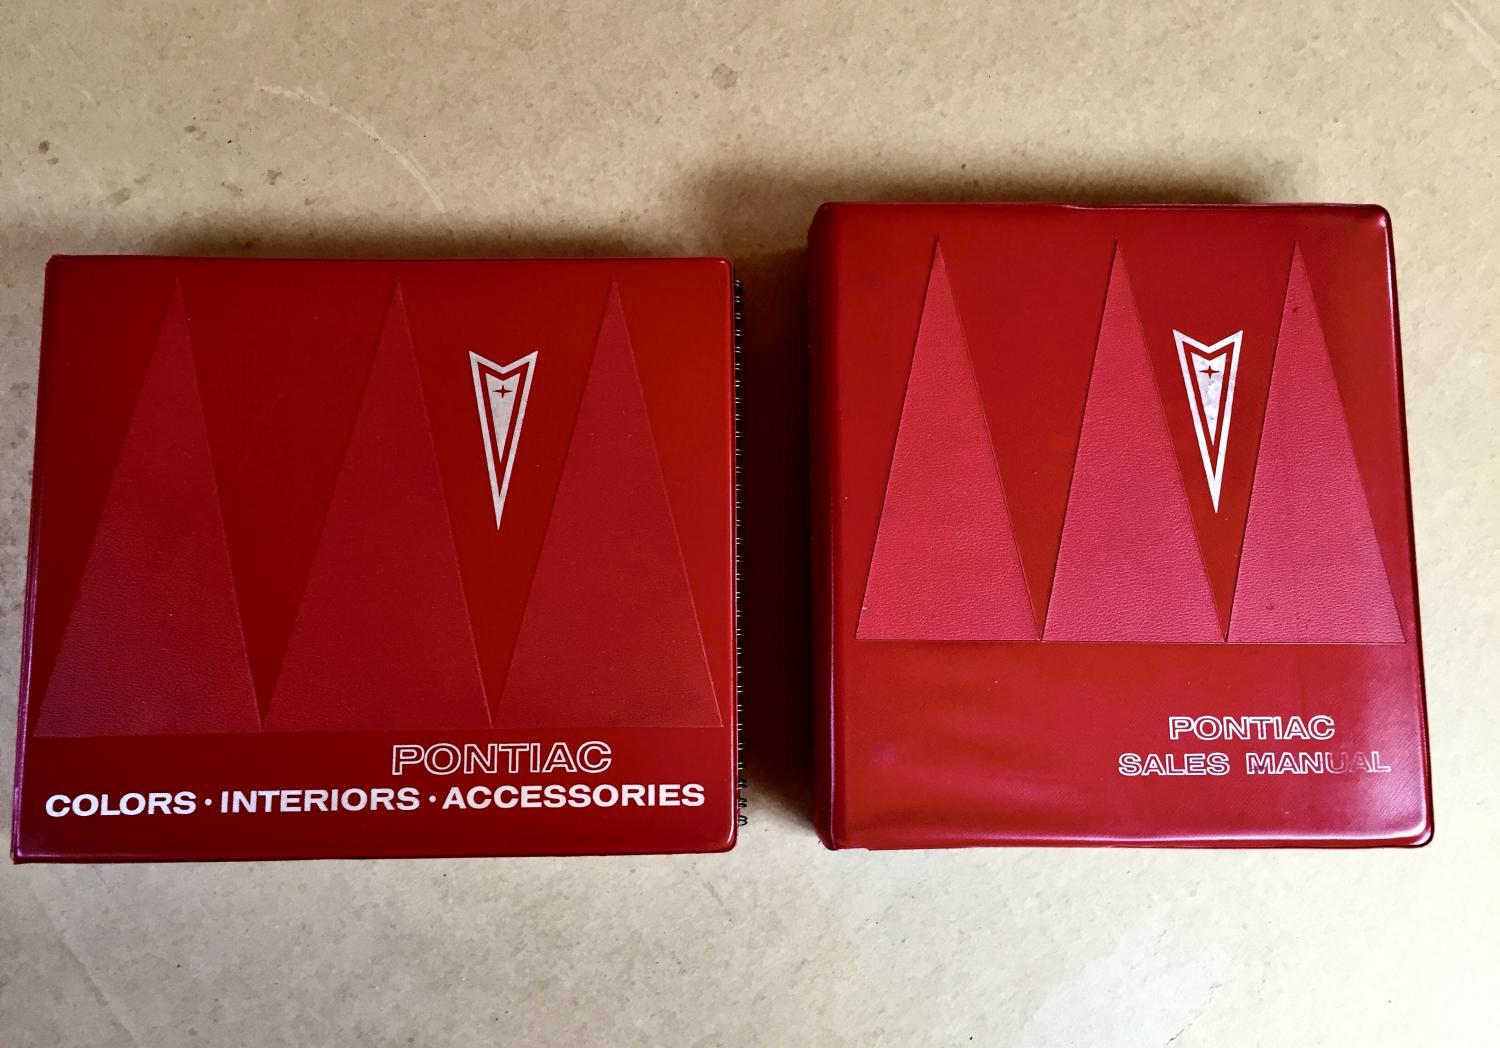 PONTIAC
COLORS · INTERIORS · ACCESSORIES
PONTIAC
SALES MANUAL